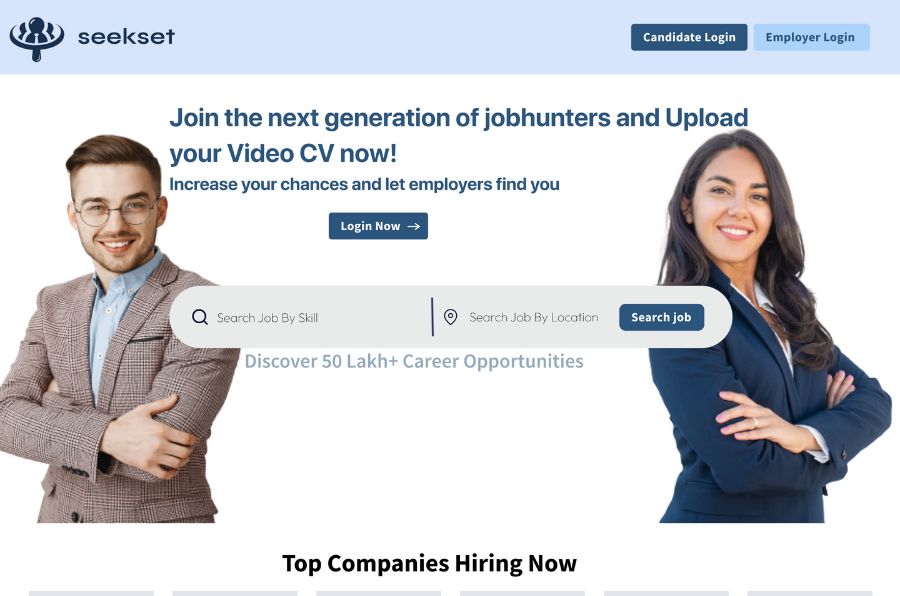 seekset
Candidate Login
Employer Login
Join the next generation of jobhunters and Upload
your Video CV now!
Increase your chances and let employers find you
Login Now →
Search Job By Skill
Search Job By Location
Search job
Discover 50 Lakh+ Career Opportunities
Top Companies Hiring Now